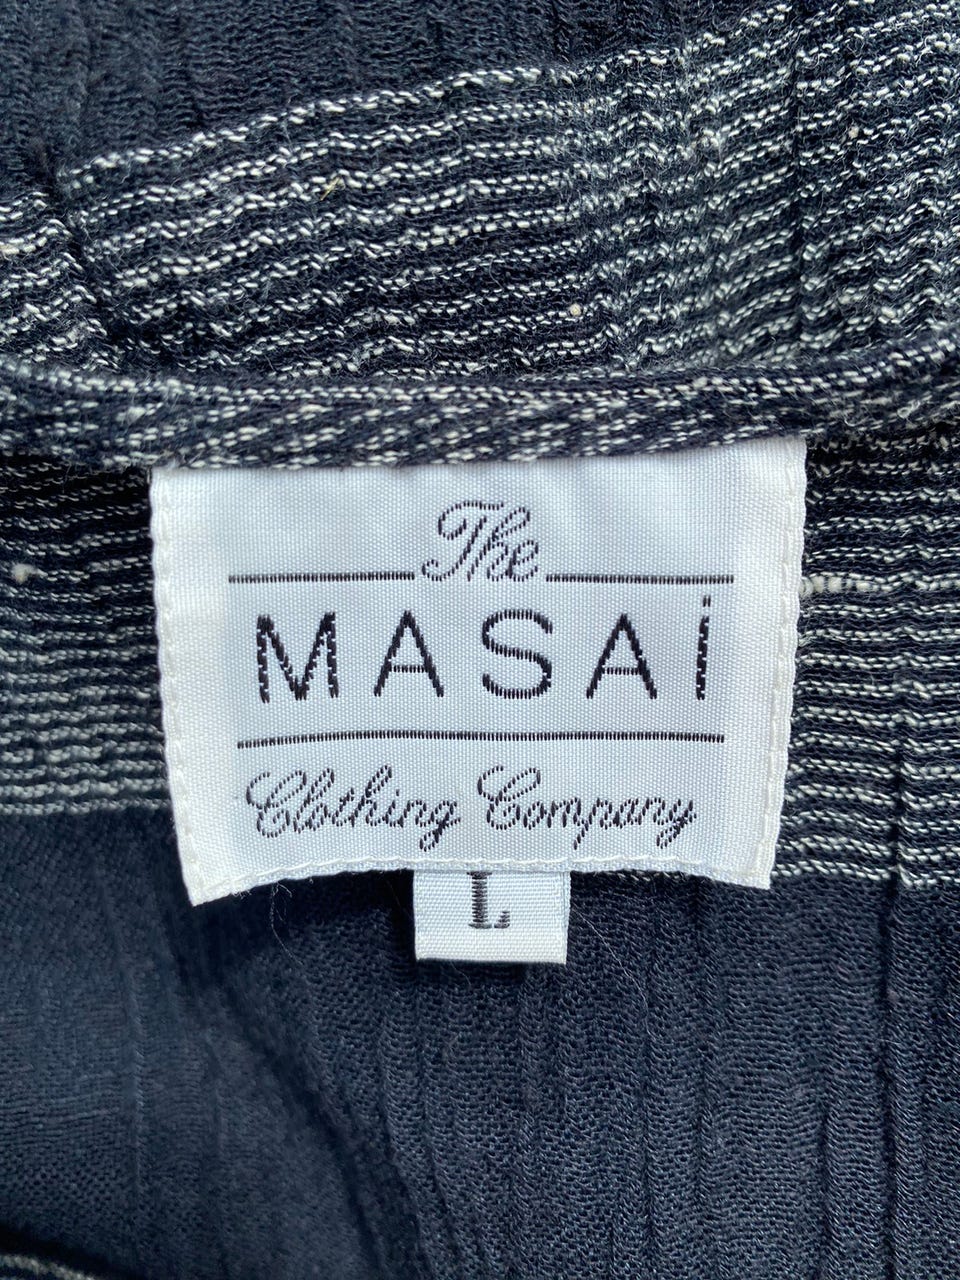 The
MASAi
Clothing Company
L